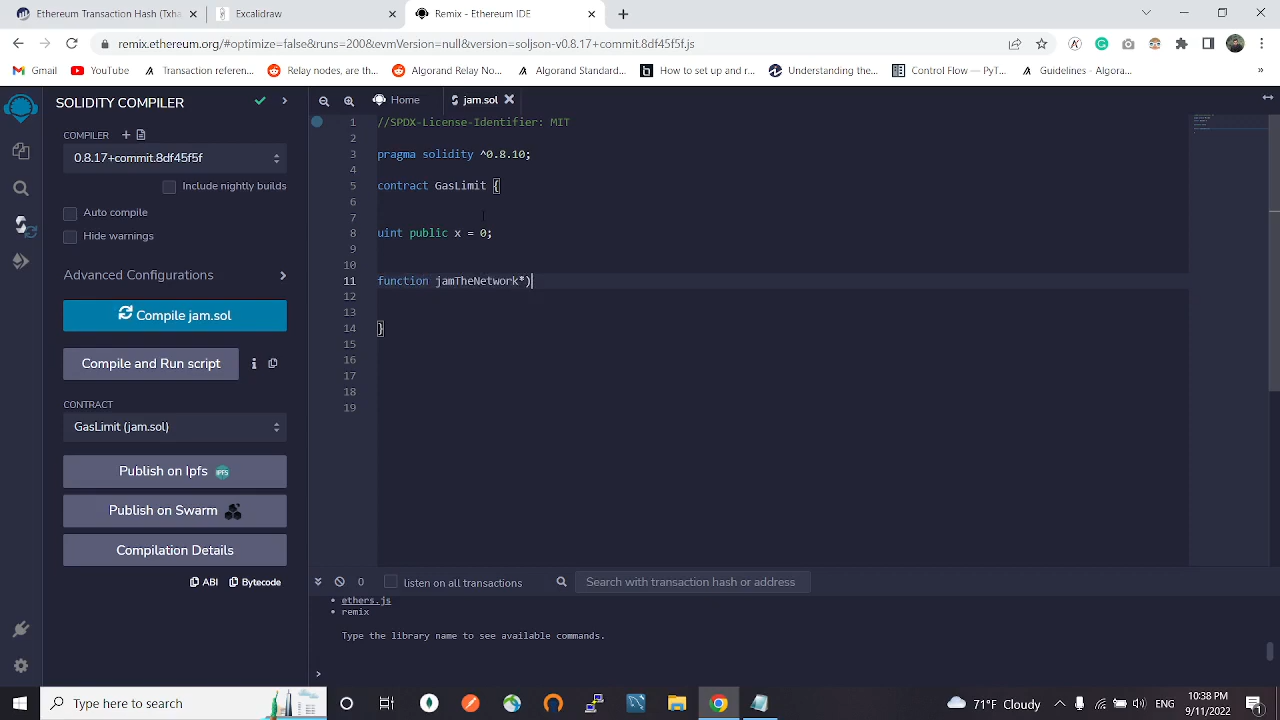 Ethereum Transaction (Txha
Excalidraw
Remix - Ethereum IDE
remix.ethereum.org/#optimize=false&runs=200&evmVersion=null&version=soljson-v0.8.17+commit.8df45f5f.js
Gmail
YouTube
Transaction refer...
Relay nodes, are th...
Algorand Relay No...
Algorand Standard...
How to set up and...
Understanding the...
Control Flow — PyT...
Guidelines - Algora...
»
SOLIDITY COMPILER
Home
jam.sol
COMPILER
0.8.17+commit.8df45f5f
Include nightly builds
Auto compile
Hide warnings
Advanced Configurations
Compile jam.sol
Compile and Run script
CONTRACT
GasLimit (jam.sol)
Publish on Ipfs
IPFS
Publish on Swarm
Compilation Details
ABI
Bytecode
1 //SPDX-License-Identifier: MIT
2
3 pragma solidity ^0.8.10;
4
5 contract GasLimit {
6
7
8 uint public x = 0;
9
10
11 function jamTheNetwork*)
12
13
14 }
15
16
17
18
19
0
listen on all transactions
Search with transaction hash or address
• ethers.js
• remix
Type the library name to see available commands.
>
Type here to search
10:38 PM